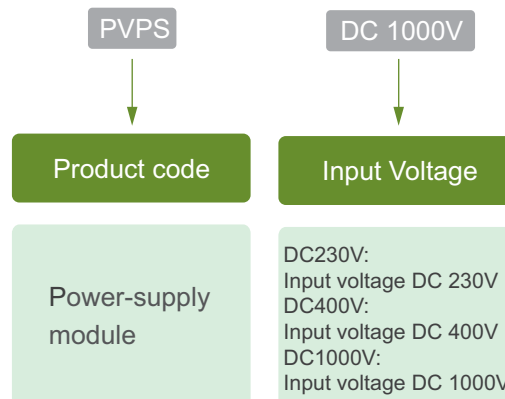 PVPS
DC 1000V
Product code
Input Voltage
Power-supply
module
DC230V:
Input voltage DC 230V
DC400V:
Input voltage DC 400V
DC1000V:
Input voltage DC 1000V